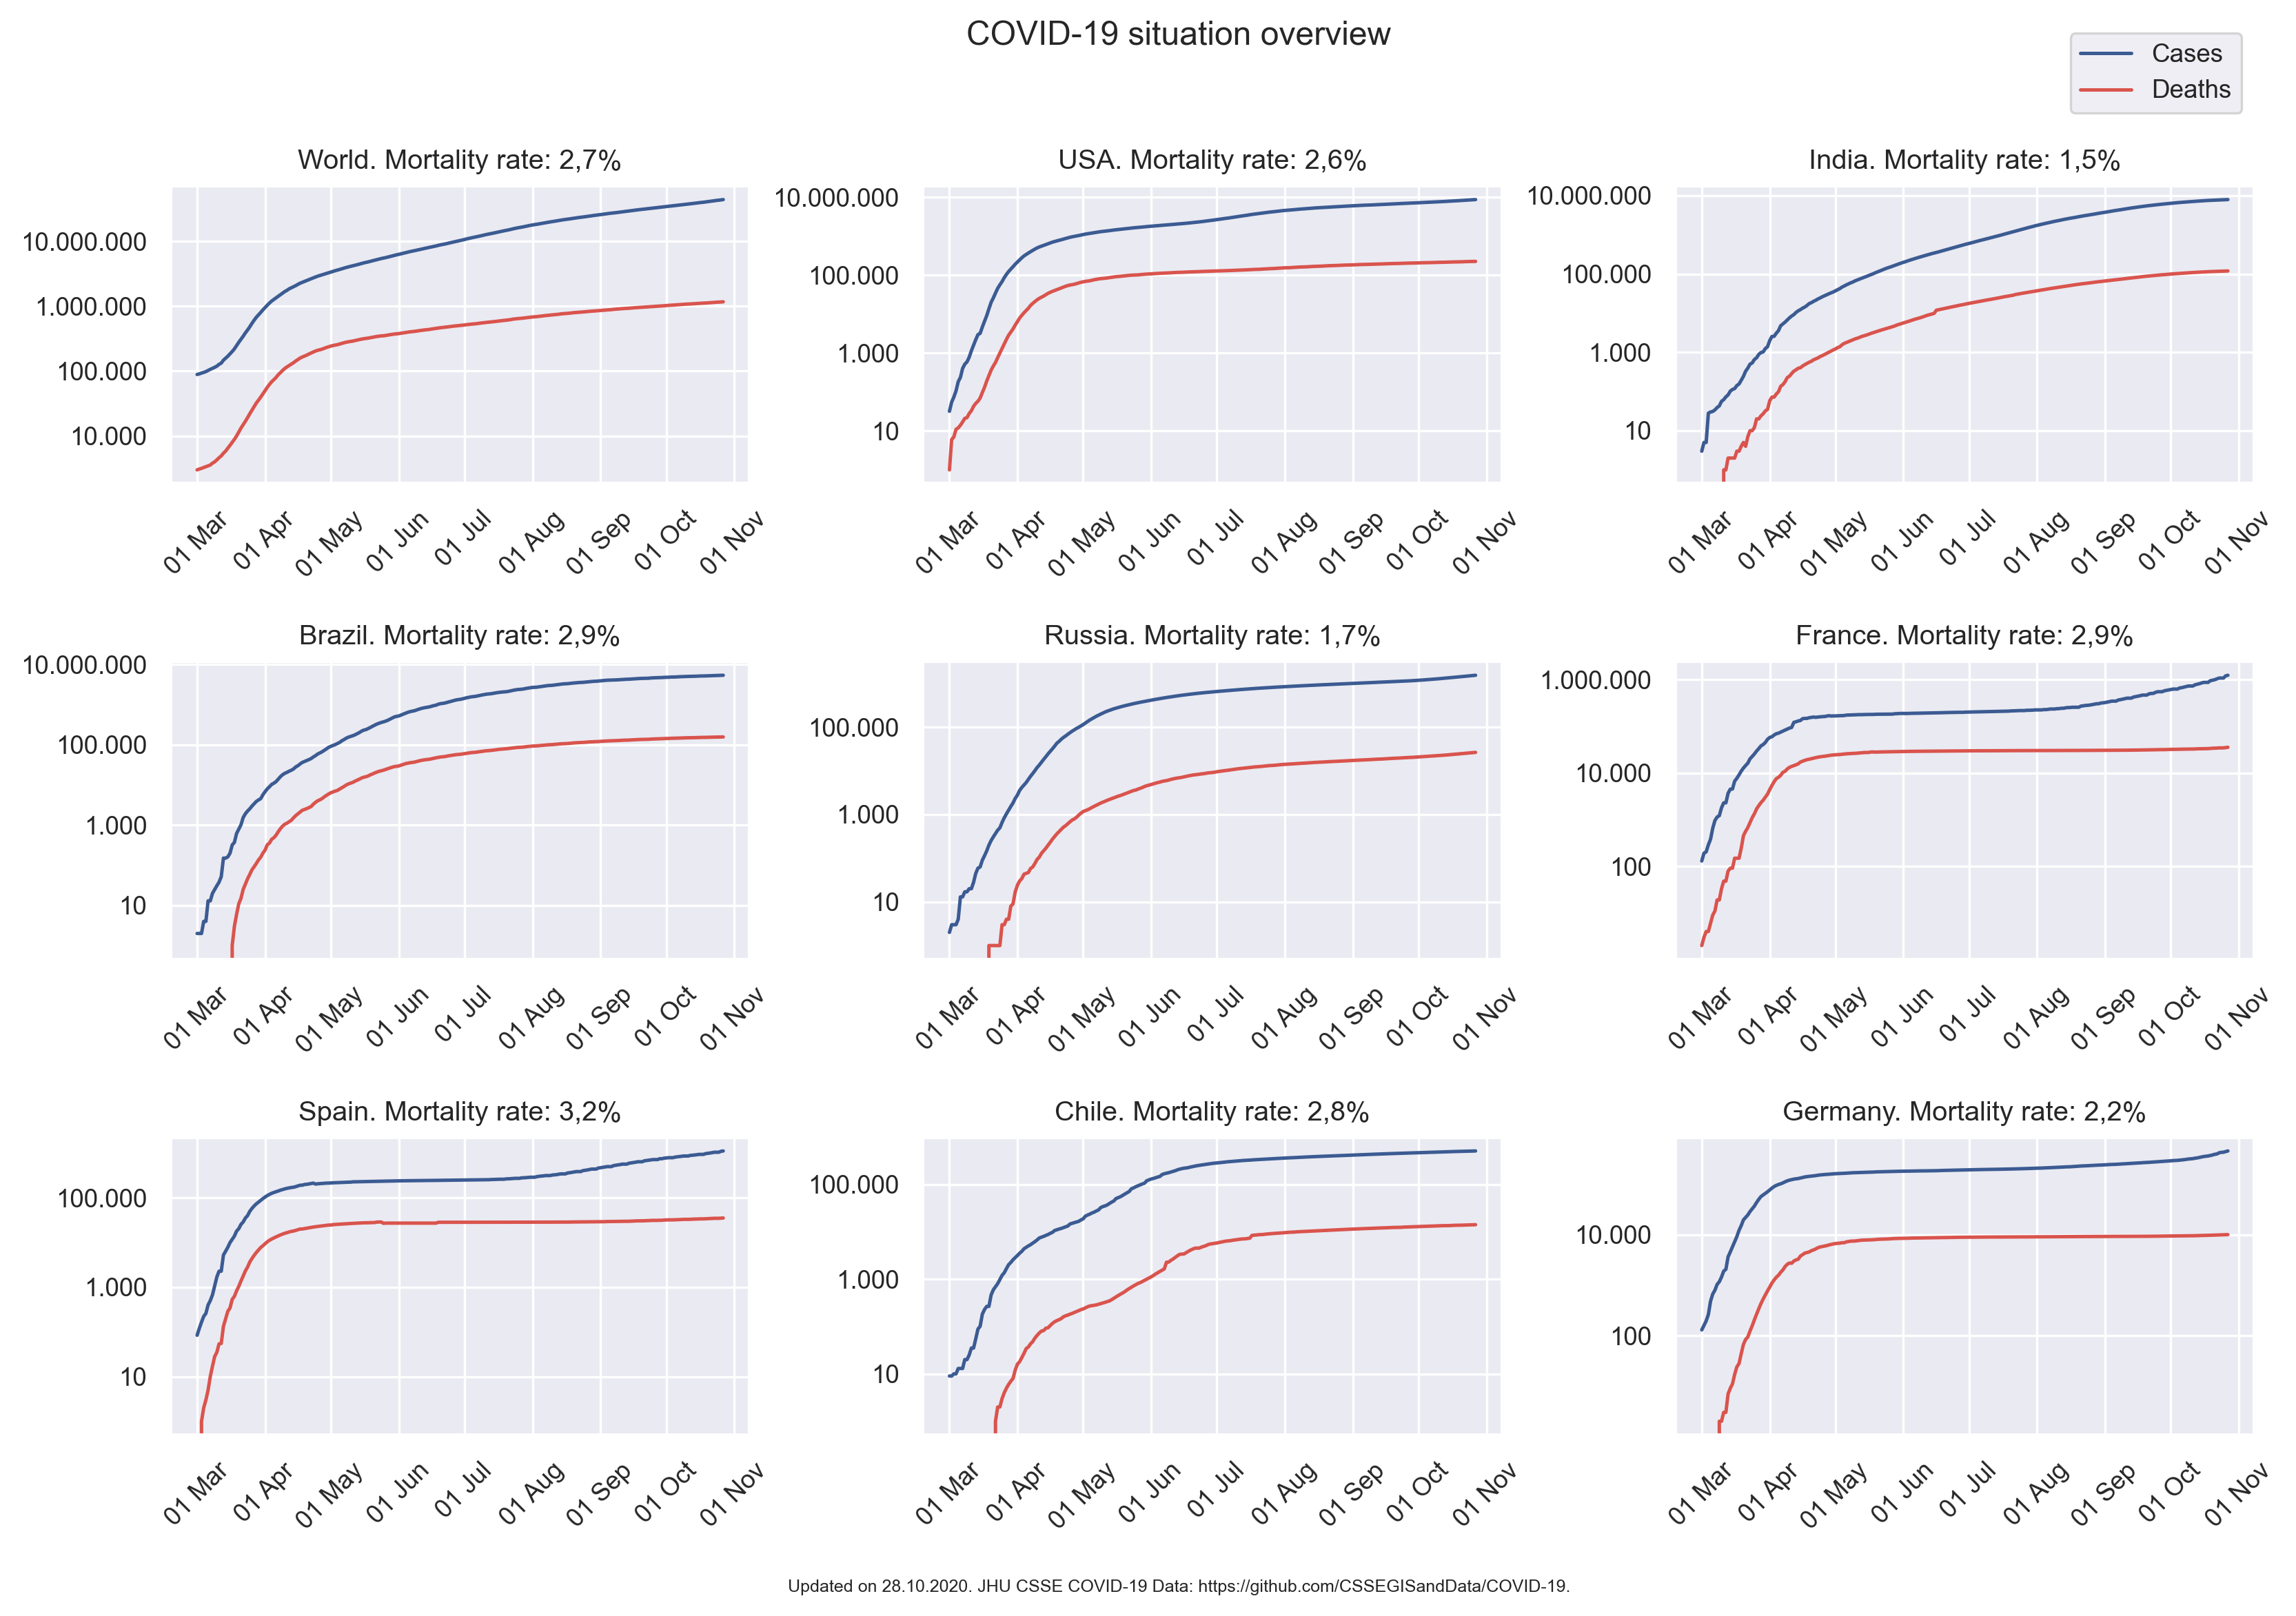 COVID-19 situation overview
Cases
Deaths
World. Mortality rate: 2,7%
10.000.000
1.000.000
100.000
10.000
01 Mar
01 Apr
01 May
01 Jun
01 Jul
01 Aug
01 Sep
01 Oct
01 Nov
USA. Mortality rate: 2,6%
10.000.000
100.000
1.000
10
01 Mar
01 Apr
01 May
01 Jun
01 Jul
01 Aug
01 Sep
01 Oct
01 Nov
India. Mortality rate: 1,5%
10.000.000
100.000
1.000
10
01 Mar
01 Apr
01 May
01 Jun
01 Jul
01 Aug
01 Sep
01 Oct
01 Nov
Brazil. Mortality rate: 2,9%
10.000.000
100.000
1.000
10
01 Mar
01 Apr
01 May
01 Jun
01 Jul
01 Aug
01 Sep
01 Oct
01 Nov
Russia. Mortality rate: 1,7%
100.000
1.000
10
01 Mar
01 Apr
01 May
01 Jun
01 Jul
01 Aug
01 Sep
01 Oct
01 Nov
France. Mortality rate: 2,9%
1.000.000
10.000
100
01 Mar
01 Apr
01 May
01 Jun
01 Jul
01 Aug
01 Sep
01 Oct
01 Nov
Spain. Mortality rate: 3,2%
100.000
1.000
10
01 Mar
01 Apr
01 May
01 Jun
01 Jul
01 Aug
01 Sep
01 Oct
01 Nov
Chile. Mortality rate: 2,8%
100.000
1.000
10
01 Mar
01 Apr
01 May
01 Jun
01 Jul
01 Aug
01 Sep
01 Oct
01 Nov
Germany. Mortality rate: 2,2%
10.000
100
01 Mar
01 Apr
01 May
01 Jun
01 Jul
01 Aug
01 Sep
01 Oct
01 Nov
Updated on 28.10.2020. JHU CSSE COVID-19 Data: https://github.com/CSSEGISandData/COVID-19.